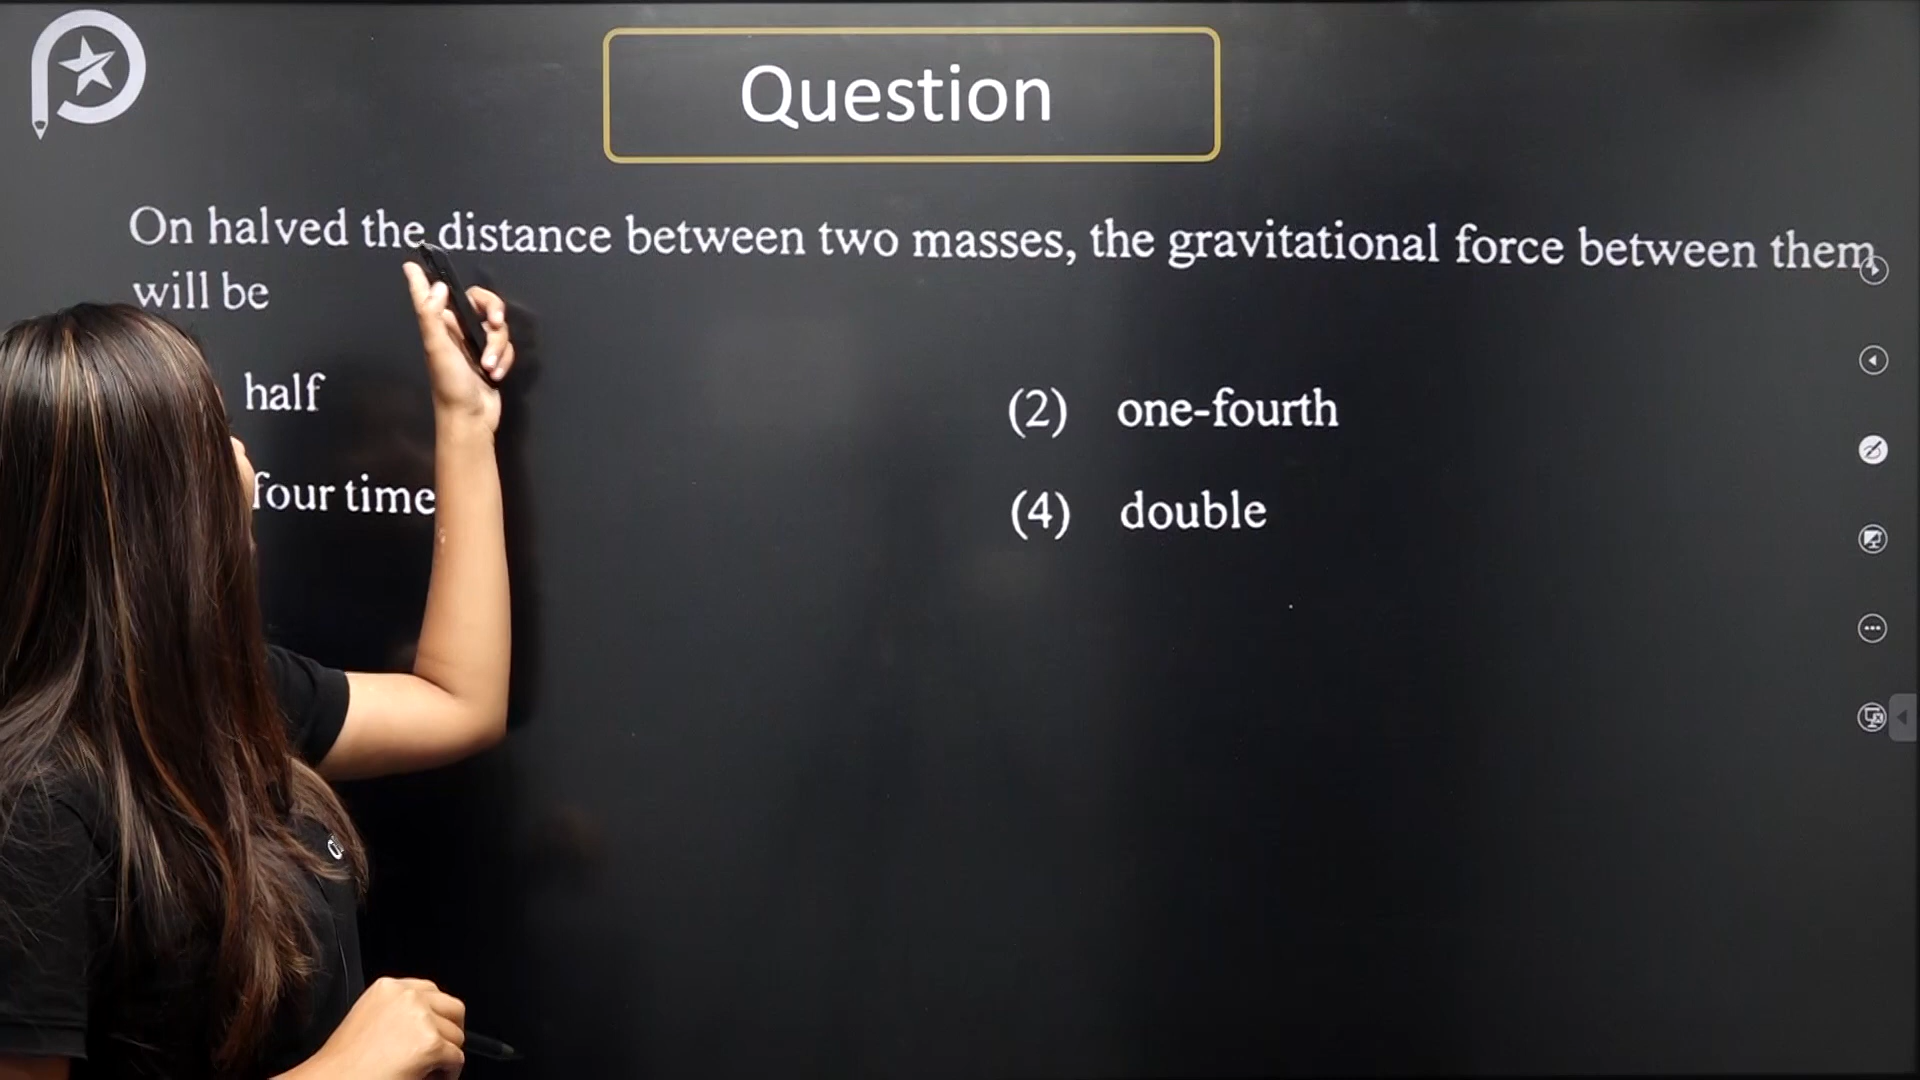 Question
On halved the distance between two masses, the gravitational force between them
will be
half
(2) one-fourth
four time
(4) double